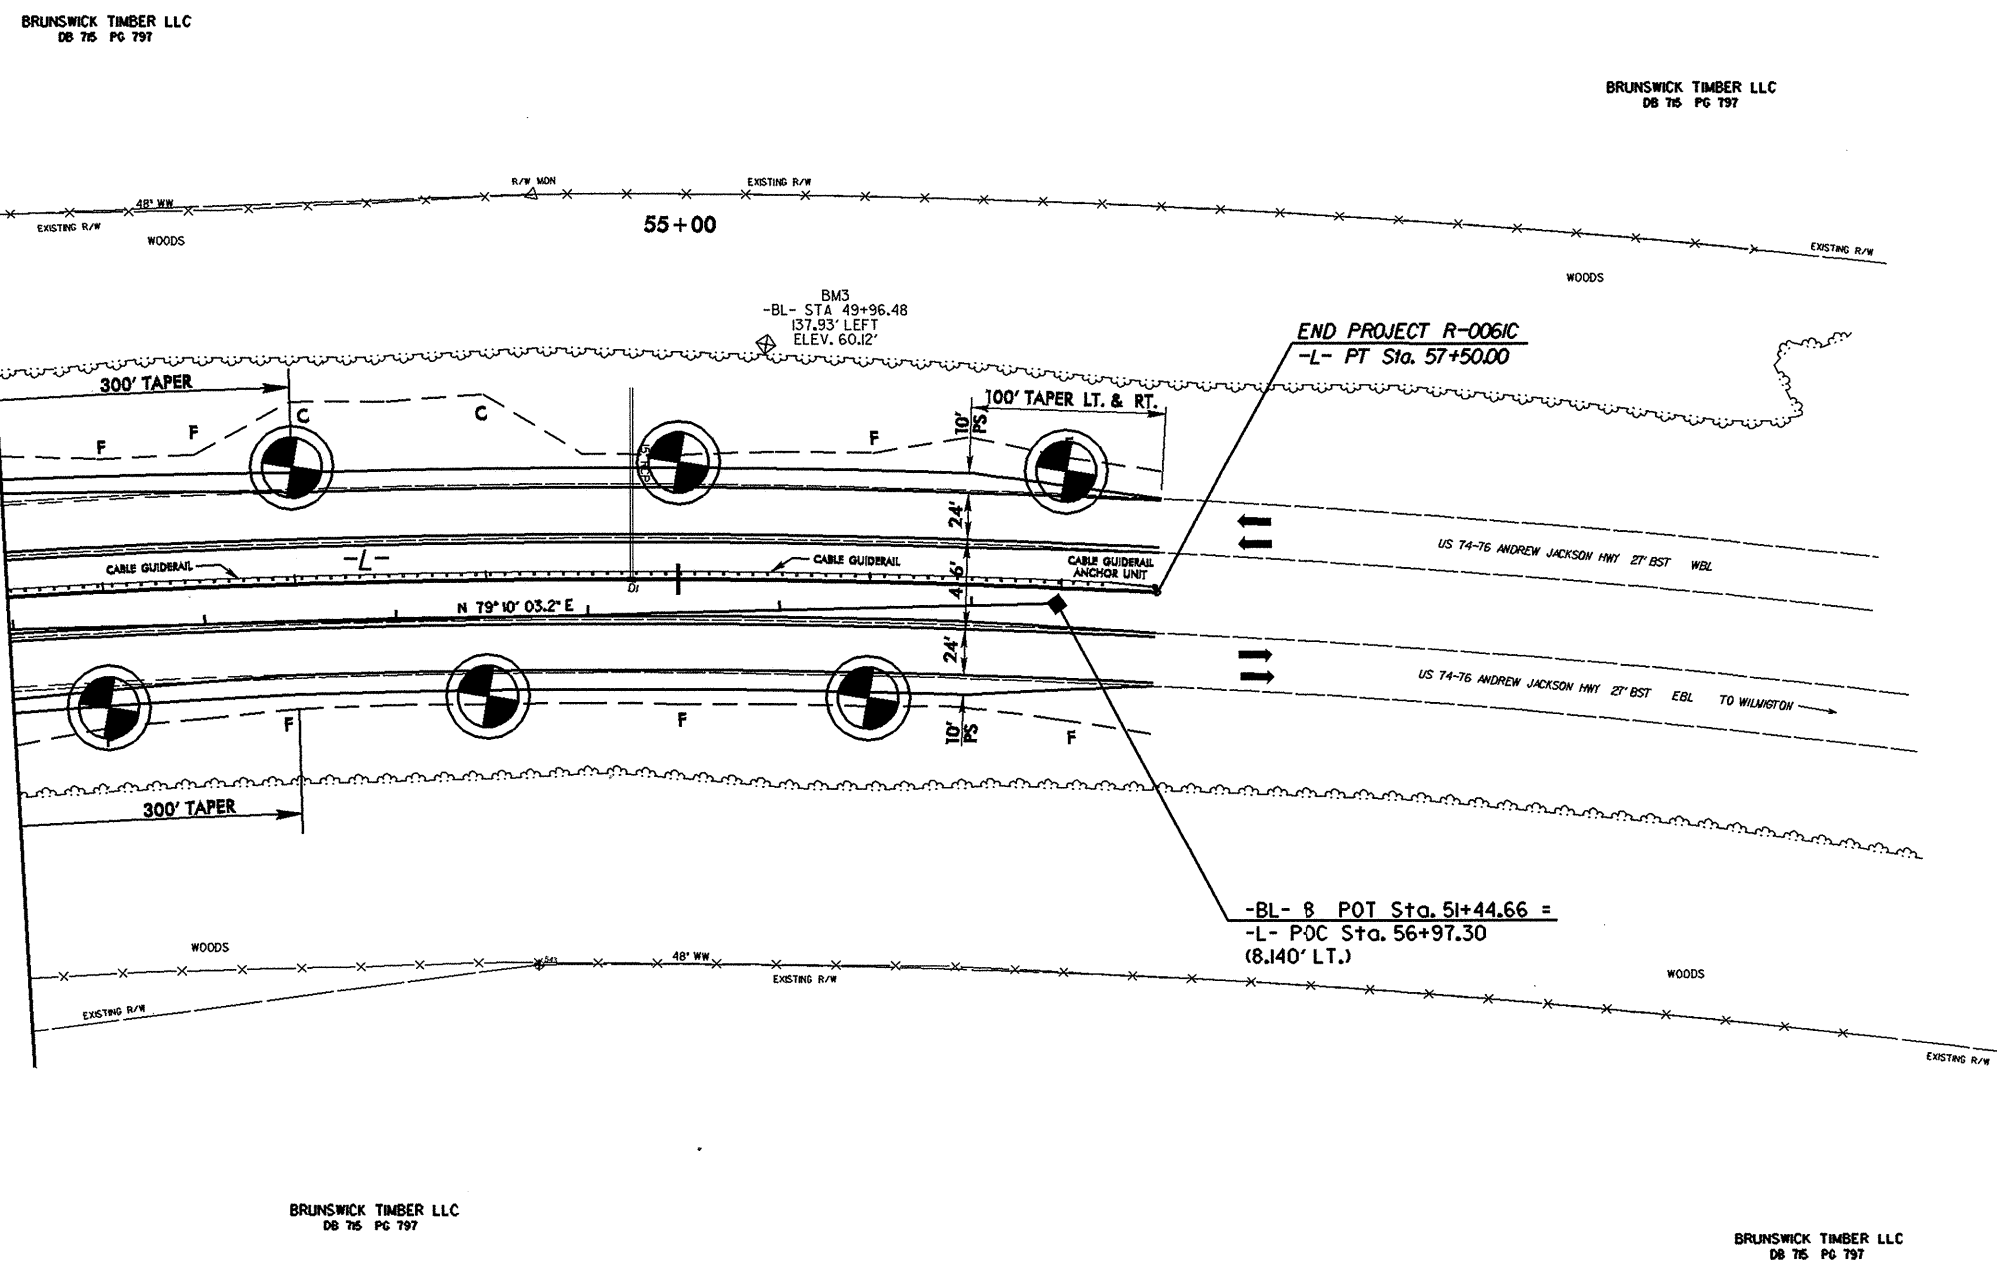 BRUNSWICK TIMBER LLC
DB 715 PG 797
BRUNSWICK TIMBER LLC
DB 715 PG 797
R/W MON
EXISTING R/W
48" WW
EXISTING R/W
WOODS
55+00
EXISTING R/W
WOODS
BM3
-BL- STA 49+96.48
137.93' LEFT
ELEV. 60.12'
END PROJECT R-0061C
-L- PT Sta. 57+50.00
300' TAPER
100' TAPER LT. & RT.
10'
PS
C
C
F
F
F
15" RCP
24'
-L-
CABLE GUIDERAIL
CABLE GUIDERAIL
CABLE GUIDERAIL
ANCHOR UNIT
46'
US 74-76 ANDREW JACKSON HWY 27' BST WBL
N 79° 10' 03.2" E
24'
US 74-76 ANDREW JACKSON HWY 27' BST EBL TO WILMIGTON
F
F
F
10'
PS
300' TAPER
-BL- 8 POT Sta. 51+44.66 =
-L- POC Sta. 56+97.30
(8.140' LT.)
WOODS
48" WW
EXISTING R/W
WOODS
EXISTING R/W
EXISTING R/W
BRUNSWICK TIMBER LLC
DB 715 PG 797
BRUNSWICK TIMBER LLC
DB 715 PG 797